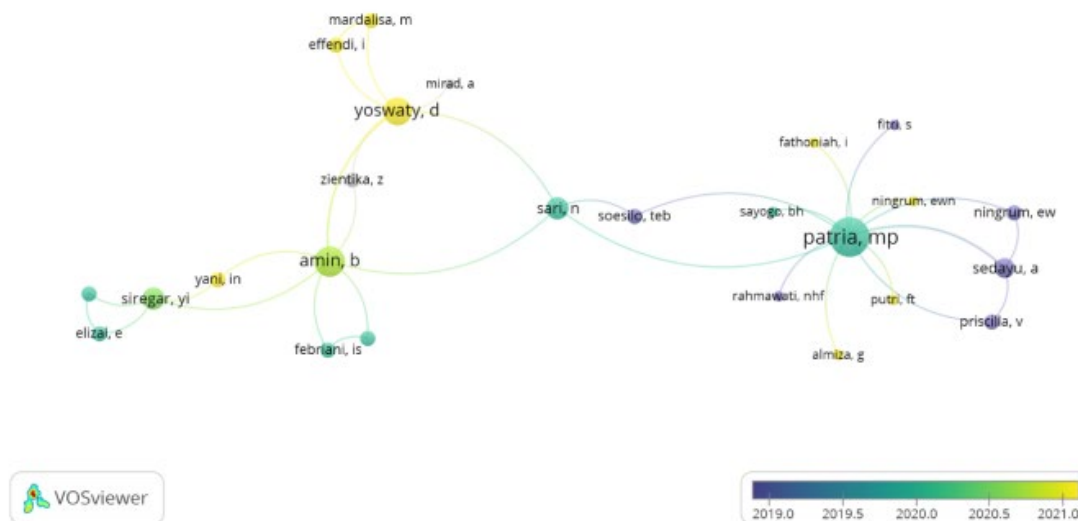 mardalisa, m
effendi, i
mirad, a
yoswaty, d
fitri, s
fathoniah, i
zientika, z
sari, n
soesilo, teb
sayogo, bh
ningrum, ewn
ningrum, ew
patria, mp
amin, b
sedayu, a
yani, in
siregar, yi
rahmawati, nhf
putri, ft
priscilia, v
elizal, e
febriani, is
almiza, g
VOSviewer
2019.0 2019.5 2020.0 2020.5 2021.0